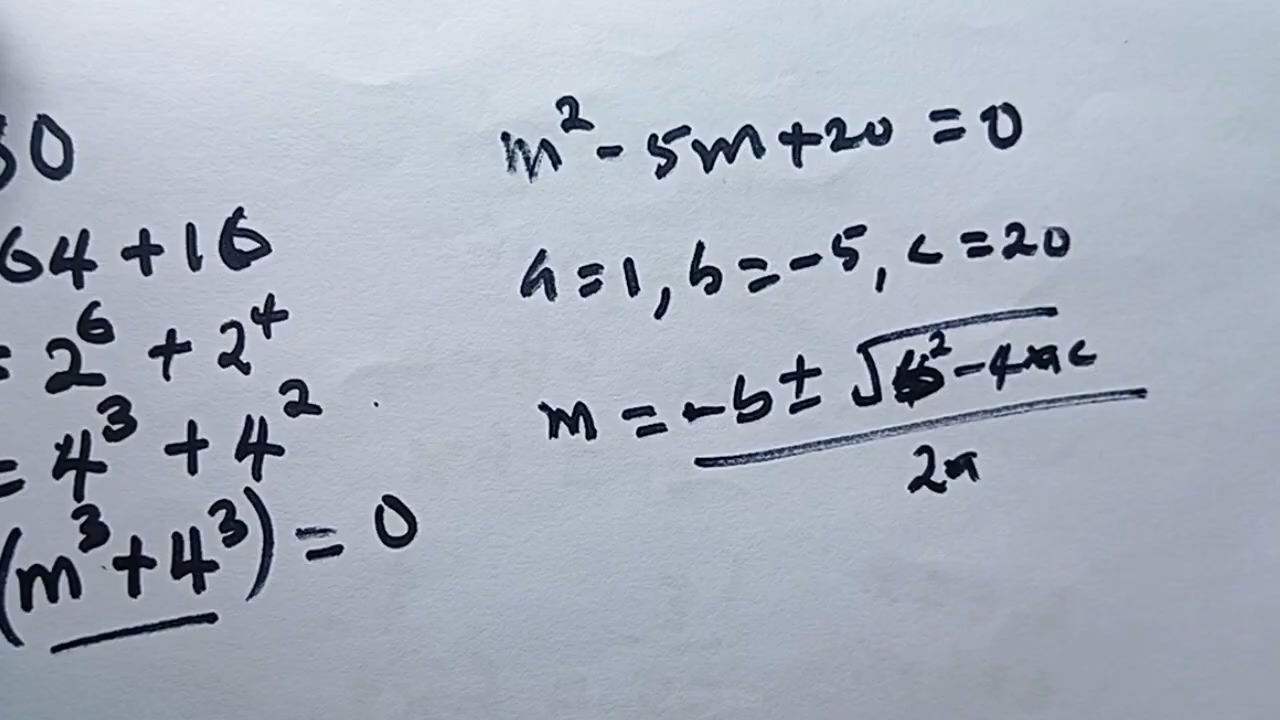 30
64 + 16
= 2⁶ + 2⁴
= 4³ + 4²
(m³ + 4³) = 0
m² - 5m + 20 = 0
a = 1, b = -5, c = 20
m = -b ± √b² - 4ac
2a